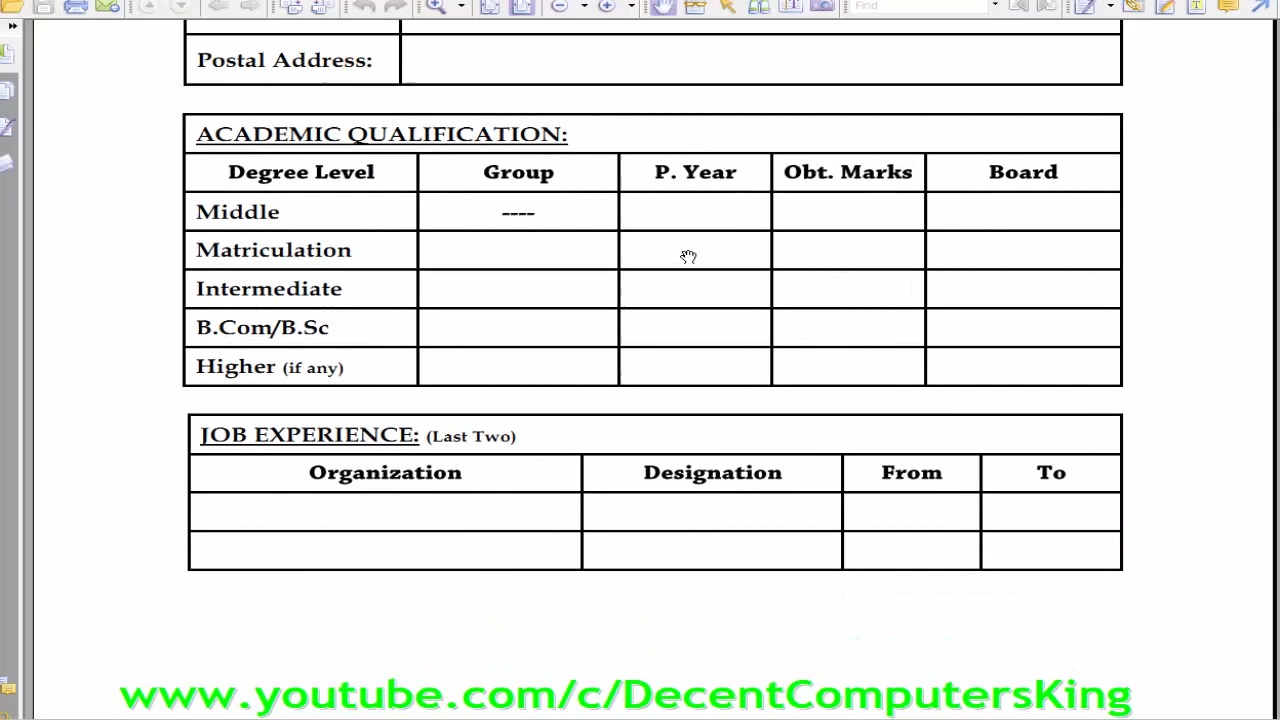 Find
Postal Address:
ACADEMIC QUALIFICATION:
Degree Level Group P. Year Obt. Marks Board
Middle ----
Matriculation
Intermediate
B.Com/B.Sc
Higher (if any)
JOB EXPERIENCE: (Last Two)
Organization Designation From To
www.youtube.com/c/DecentComputersKing